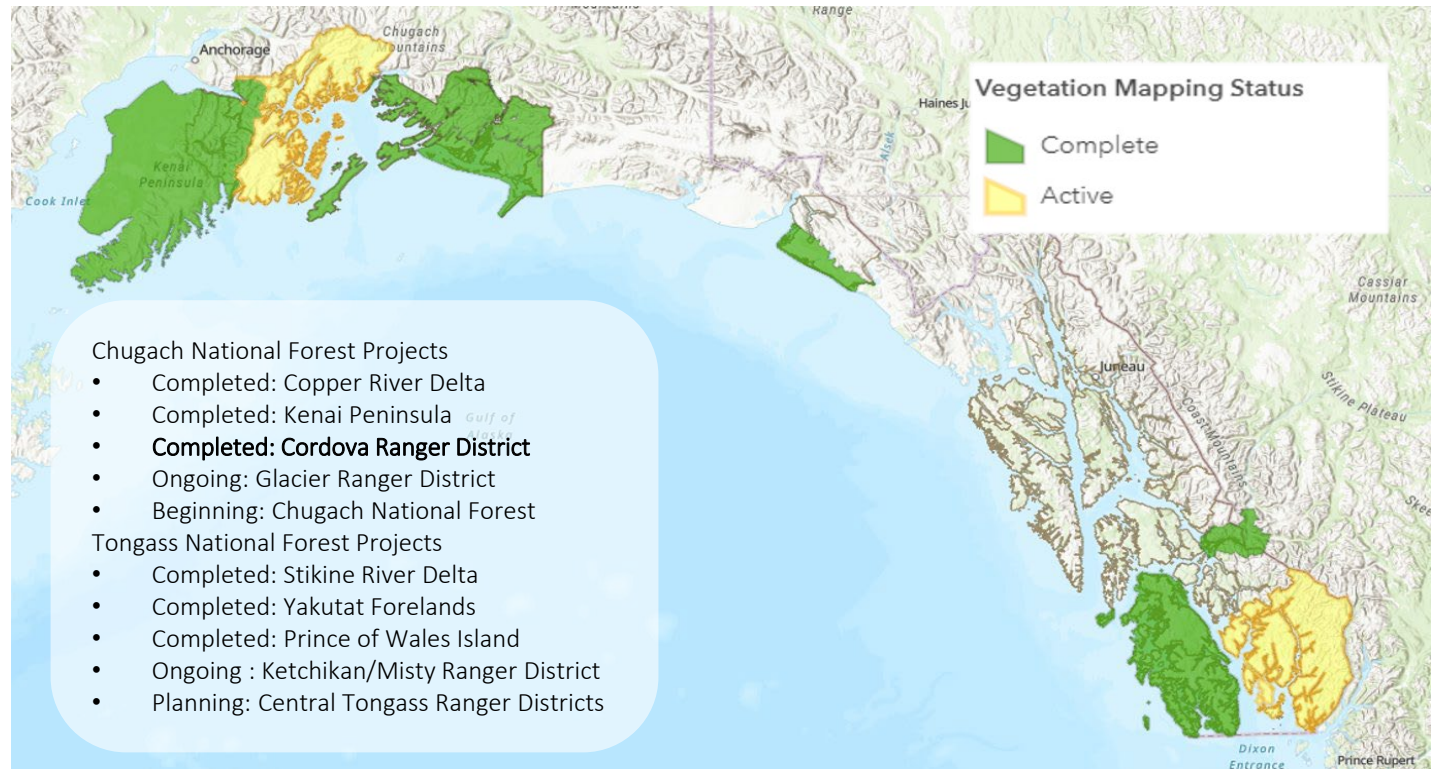 Range
Chugach
Mountains
Anchorage
Vegetation Mapping Status
Haines Ju
Complete
Alsek
Kenai
Peninsula
Active
Cook Inlet
Cassiar
Mountains
Chugach National Forest Projects
• Completed: Copper River Delta
• Completed: Kenai Peninsula
Gulf of
Alaska
• Completed: Cordova Ranger District
• Ongoing: Glacier Ranger District
• Beginning: Chugach National Forest
Tongass National Forest Projects
• Completed: Stikine River Delta
• Completed: Yakutat Forelands
• Completed: Prince of Wales Island
• Ongoing : Ketchikan/Misty Ranger District
• Planning: Central Tongass Ranger Districts
Juneau
Stikine Plateau
Coast Mountains
Skee
Dixon
Entrance
Prince Rupert